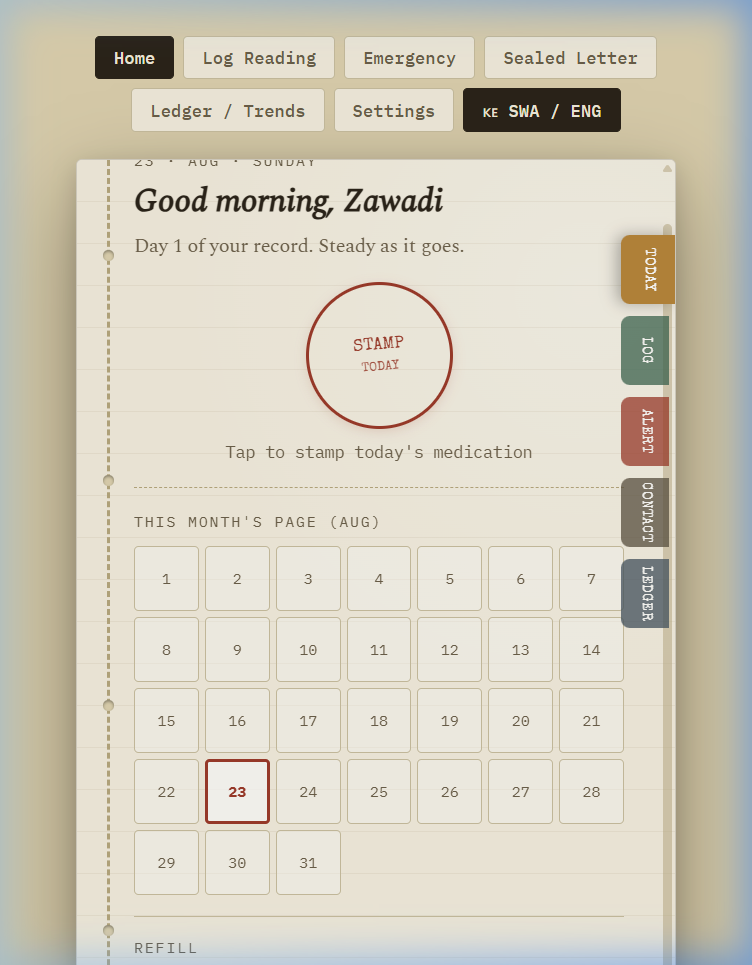 Home Log Reading Emergency Sealed Letter
Ledger / Trends Settings KE SWA / ENG
23 · AUG · SUNDAY
Good morning, Zawadi
Day 1 of your record. Steady as it goes.
STAMP
TODAY
Tap to stamp today's medication
TODAY
LOG
ALERT
CONTACT
LEDGER
THIS MONTH'S PAGE (AUG)
1 2 3 4 5 6 7
8 9 10 11 12 13 14
15 16 17 18 19 20 21
22 23 24 25 26 27 28
29 30 31
REFILL